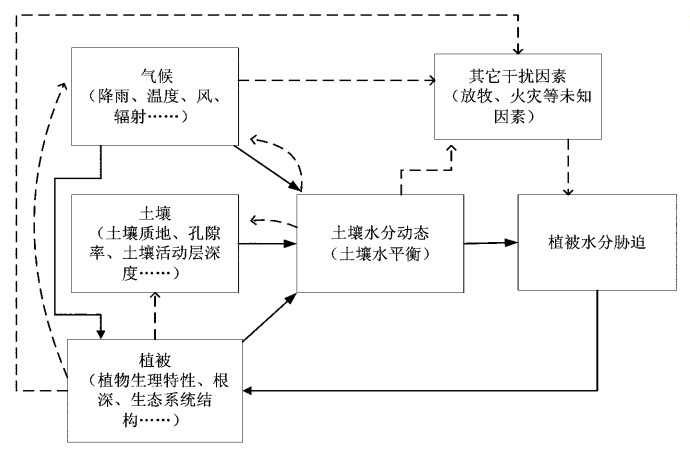 气候
（降雨、温度、风、
辐射……）
其它干扰因素
（放牧、火灾等未知
因素）
土壤
（土壤质地、孔隙
率、土壤活动层深
度……）
土壤水分动态
（土壤水平衡）
植被水分胁迫
植被
（植物生理特性、根
深、生态系统结
构……）